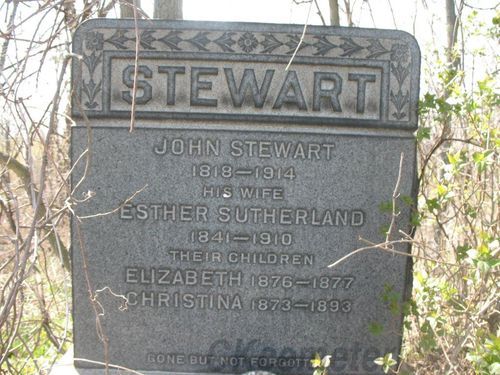 STEWART
JOHN STEWART
1818-1914
HIS WIFE
ESTHER SUTHERLAND
1841-1910
THEIR CHILDREN
ELIZABETH 1876-1877
CHRISTINA 1873-1893
GONE BUT NOT FORGOTTEN